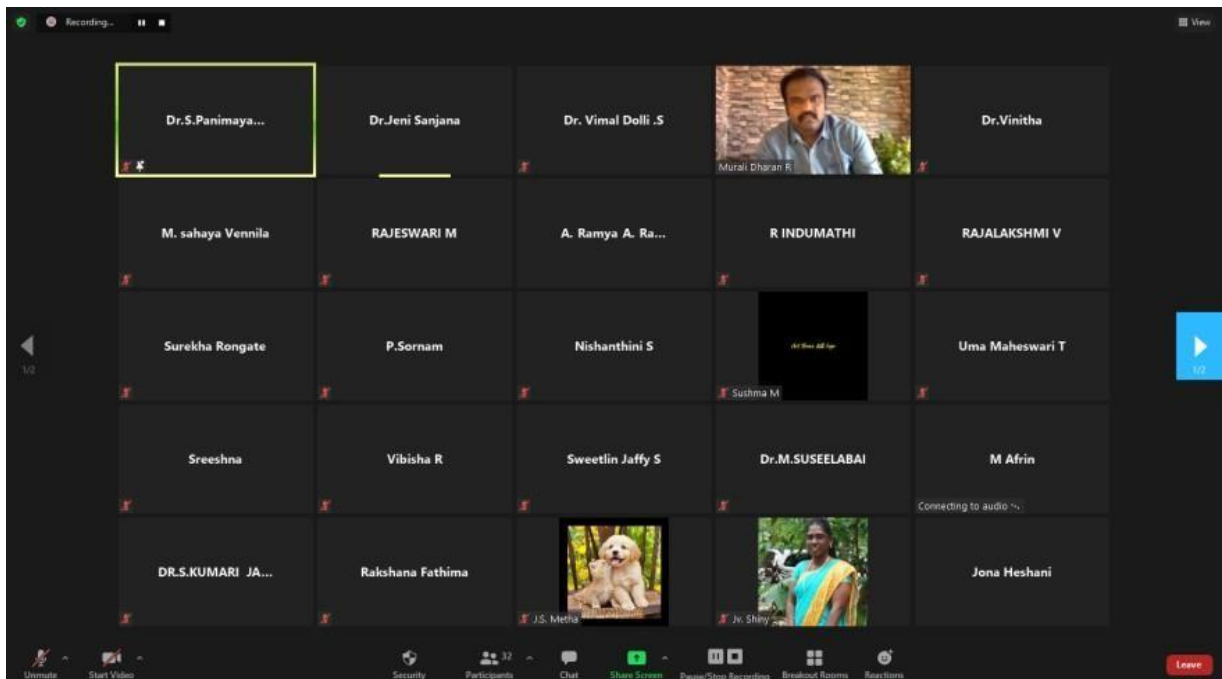 Recording...
View
Dr.S.Panimaya...
Dr.Jeni Sanjana
Dr. Vimal Dolli .S
Murali Dharan R
Dr.Vinitha
M. sahaya Vennila
RAJESWARI M
A. Ramya A. Ra...
R INDUMATHI
RAJALAKSHMI V
1/2
Surekha Rongate
P.Sornam
Nishanthini S
Sushma M
Uma Maheswari T
1/2
Sreeshna
Vibisha R
Sweetlin Jaffy S
Dr.M.SUSEELABAI
M Afrin
Connecting to audio
DR.S.KUMARI JA...
Rakshana Fathima
J.S. Metha
Jv. Shiny
Jona Heshani
Unmute
Start Video
Security
Participants 32
Chat
Share Screen
Pause/Stop Recording
Breakout Rooms
Reactions
Leave